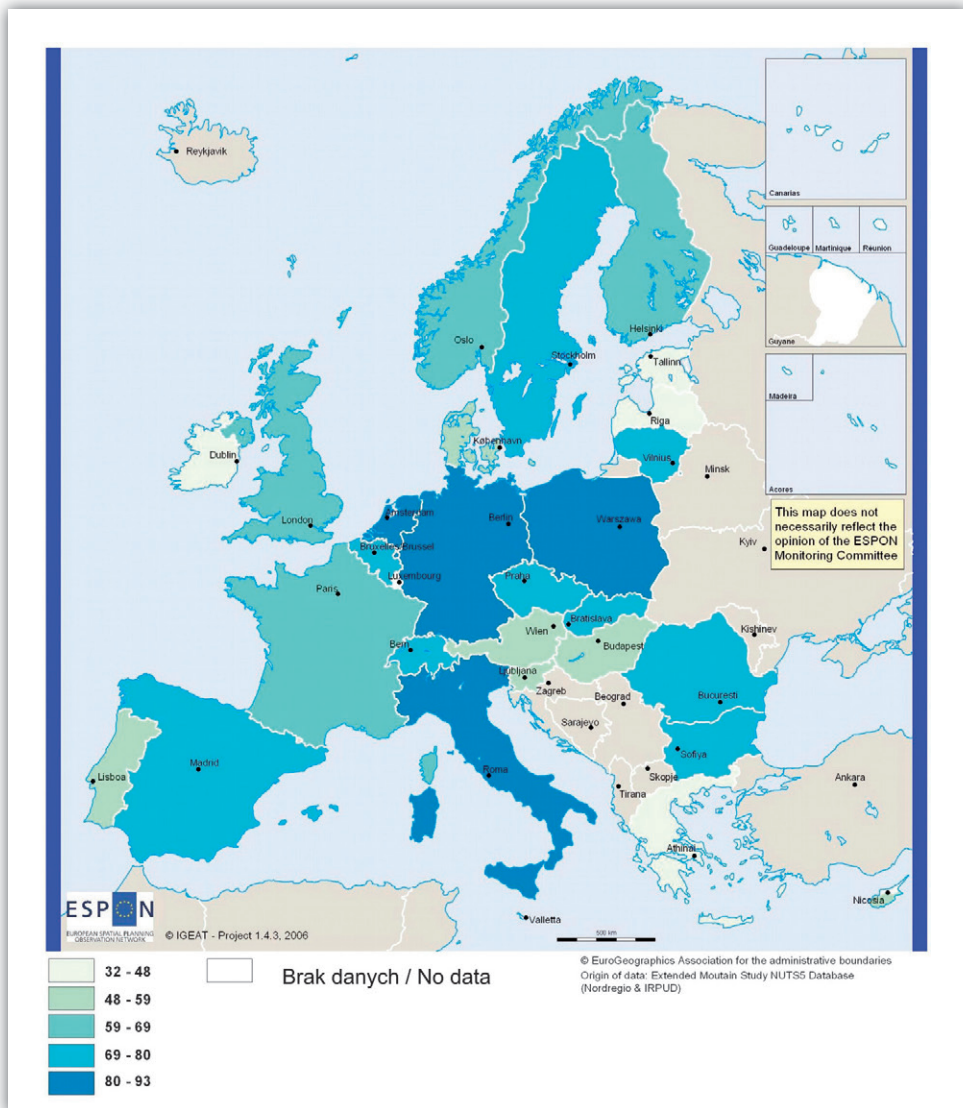 Reykjavik
Canarias
Guadeloupe
Martinique
Reunion
Guyane
Madeira
Acores
Oslo
Helsinki
Stockholm
Tallinn
Riga
København
Dublin
Vilnius
Minsk
London
Amsterdam
Berlin
Warszawa
This map does not
necessarily reflect the
opinion of the ESPON
Monitoring Committee
Kyiv
Bruxelles/Brussel
Luxembourg
Praha
Paris
Wien
Bratislava
Kishinev
Bern
Budapest
Ljubljana
Zagreb
Beograd
Bucuresti
Sarajevo
Sofiya
Madrid
Lisboa
Roma
Skopje
Tirana
Ankara
Athinai
Nicosia
Valletta
ESPON
EUROPEAN SPATIAL PLANNING
OBSERVATION NETWORK
© IGEAT - Project 1.4.3, 2006
500 km
32 - 48
48 - 59
59 - 69
69 - 80
80 - 93
Brak danych / No data
© EuroGeographics Association for the administrative boundaries
Origin of data: Extended Moutain Study NUTS5 Database
(Nordregio & IRPUD)